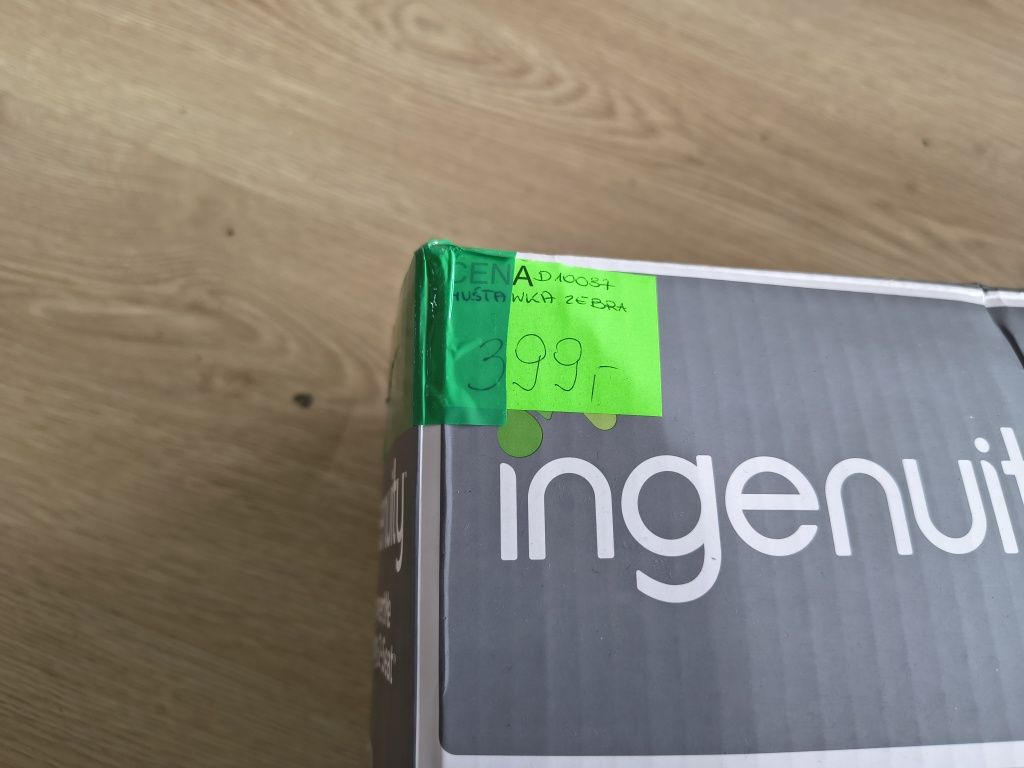 CENA D10037
HUŚTAWKA ZEBRA
399,-
ingenuit